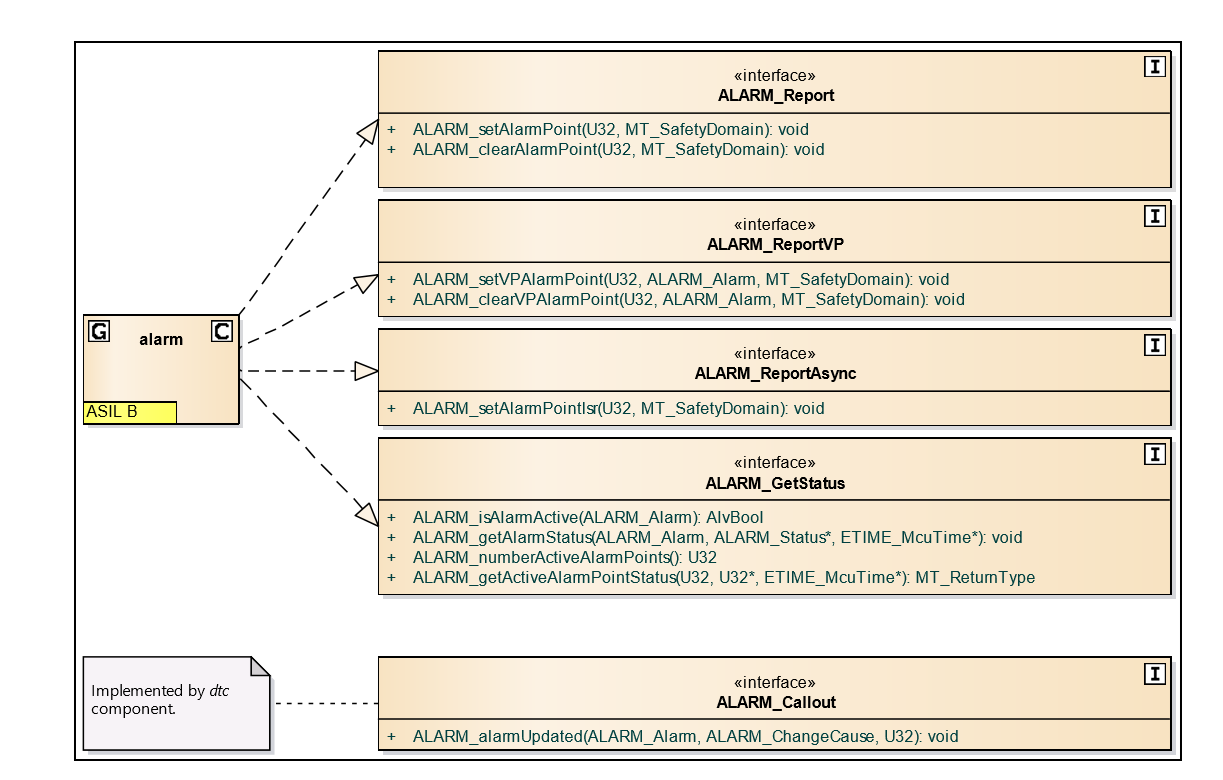 «interface»
I
ALARM_Report
+ ALARM_setAlarmPoint(U32, MT_SafetyDomain): void
+ ALARM_clearAlarmPoint(U32, MT_SafetyDomain): void
«interface»
I
ALARM_ReportVP
+ ALARM_setVPAlarmPoint(U32, ALARM_Alarm, MT_SafetyDomain): void
+ ALARM_clearVPAlarmPoint(U32, ALARM_Alarm, MT_SafetyDomain): void
G alarm C
ASIL B
«interface»
I
ALARM_ReportAsync
+ ALARM_setAlarmPointIsr(U32, MT_SafetyDomain): void
«interface»
I
ALARM_GetStatus
+ ALARM_isAlarmActive(ALARM_Alarm): AlvBool
+ ALARM_getAlarmStatus(ALARM_Alarm, ALARM_Status*, ETIME_McuTime*): void
+ ALARM_numberActiveAlarmPoints(): U32
+ ALARM_getActiveAlarmPointStatus(U32, U32*, ETIME_McuTime*): MT_ReturnType
Implemented by dtc
component.
«interface»
I
ALARM_Callout
+ ALARM_alarmUpdated(ALARM_Alarm, ALARM_ChangeCause, U32): void